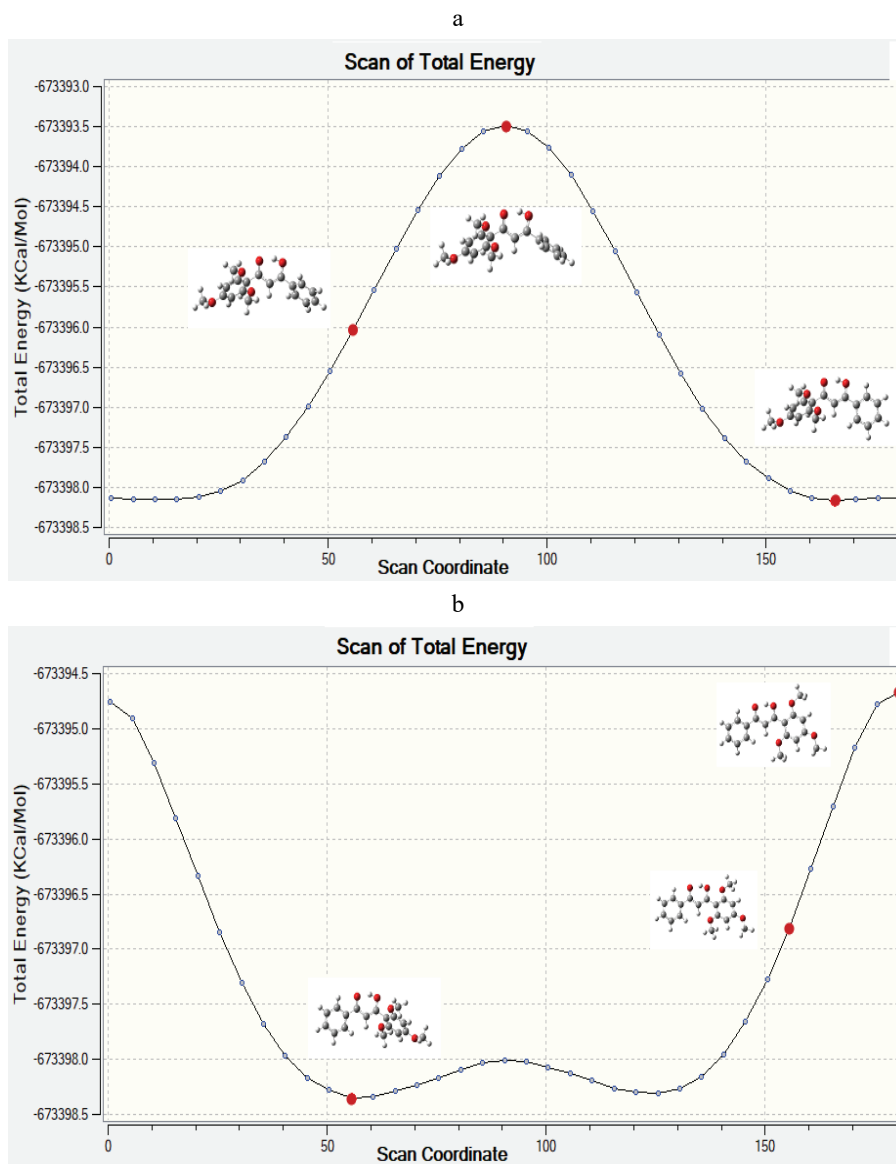 a
Scan of Total Energy
Total Energy (KCal/Mol)
-673393.0
-673393.5
-673394.0
-673394.5
-673395.0
-673395.5
-673396.0
-673396.5
-673397.0
-673397.5
-673398.0
-673398.5
0 50 100 150
Scan Coordinate
b
Scan of Total Energy
Total Energy (KCal/Mol)
-673394.5
-673395.0
-673395.5
-673396.0
-673396.5
-673397.0
-673397.5
-673398.0
-673398.5
0 50 100 150
Scan Coordinate